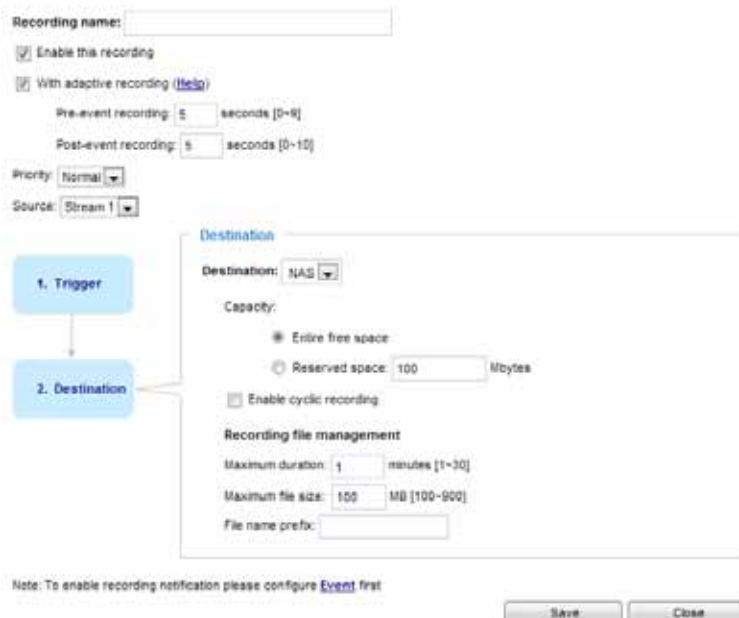 Recording name:
Enable this recording
With adaptive recording (Help)
Pre-event recording: 5 seconds [0~9]
Post-event recording: 5 seconds [0~10]
Priority: Normal
Source: Stream 1
Destination
1. Trigger
Destination: NAS
Capacity:
Entire free space
Reserved space: 100 Mbytes
2. Destination
Enable cyclic recording
Recording file management
Maximum duration: 1 minutes [1~30]
Maximum file size: 100 MB [100~900]
File name prefix:
Note: To enable recording notification please configure Event first
Save Close